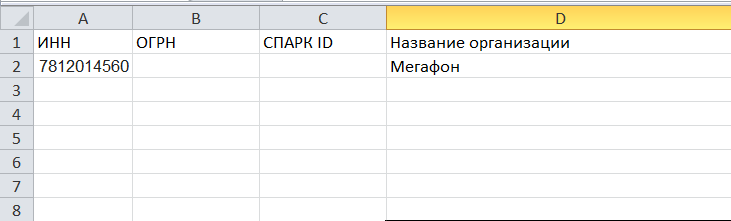 A B C D
1 ИНН ОГРН СПАРК ID Название организации
2 7812014560 Мегафон
3
4
5
6
7
8